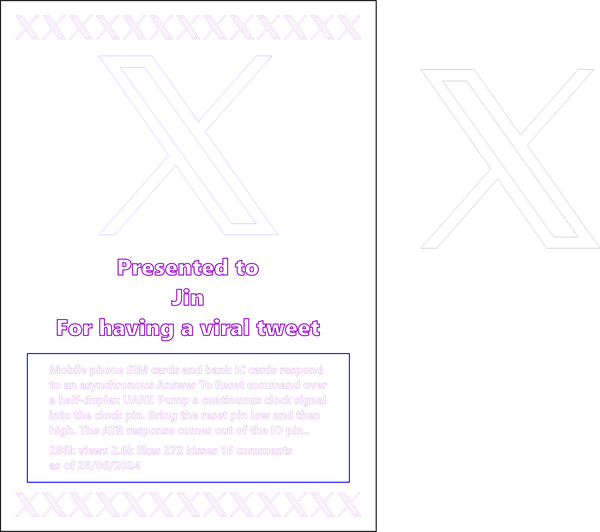 Presented to
Jin
For having a viral tweet
Mobile phone SIM cards and bank IC cards respond
to an asynchronous Answer To Reset command over
a half-duplex UART. Pump a continuous clock signal
into the clock pin. Bring the reset pin low and then
high. The ATR response comes out of the IO pin..
286k views 2.6k likes 272 kisses 16 comments
as of 28/06/2024